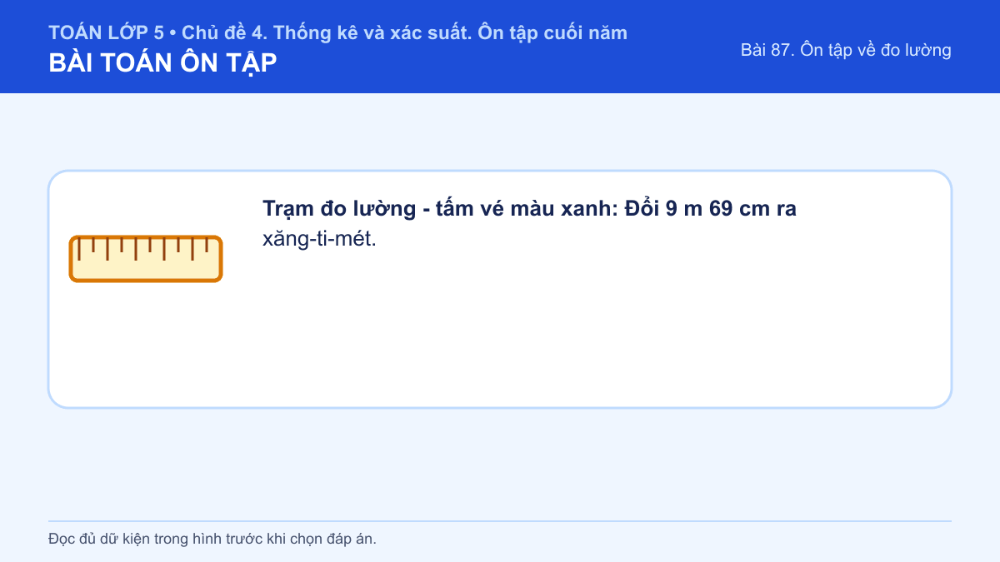 TOÁN LỚP 5 • Chủ đề 4. Thống kê và xác suất. Ôn tập cuối năm
BÀI TOÁN ÔN TẬP
Bài 87. Ôn tập về đo lường
Trạm đo lường - tấm vé màu xanh: Đổi 9 m 69 cm ra
xăng-ti-mét.
Đọc đủ dữ kiện trong hình trước khi chọn đáp án.